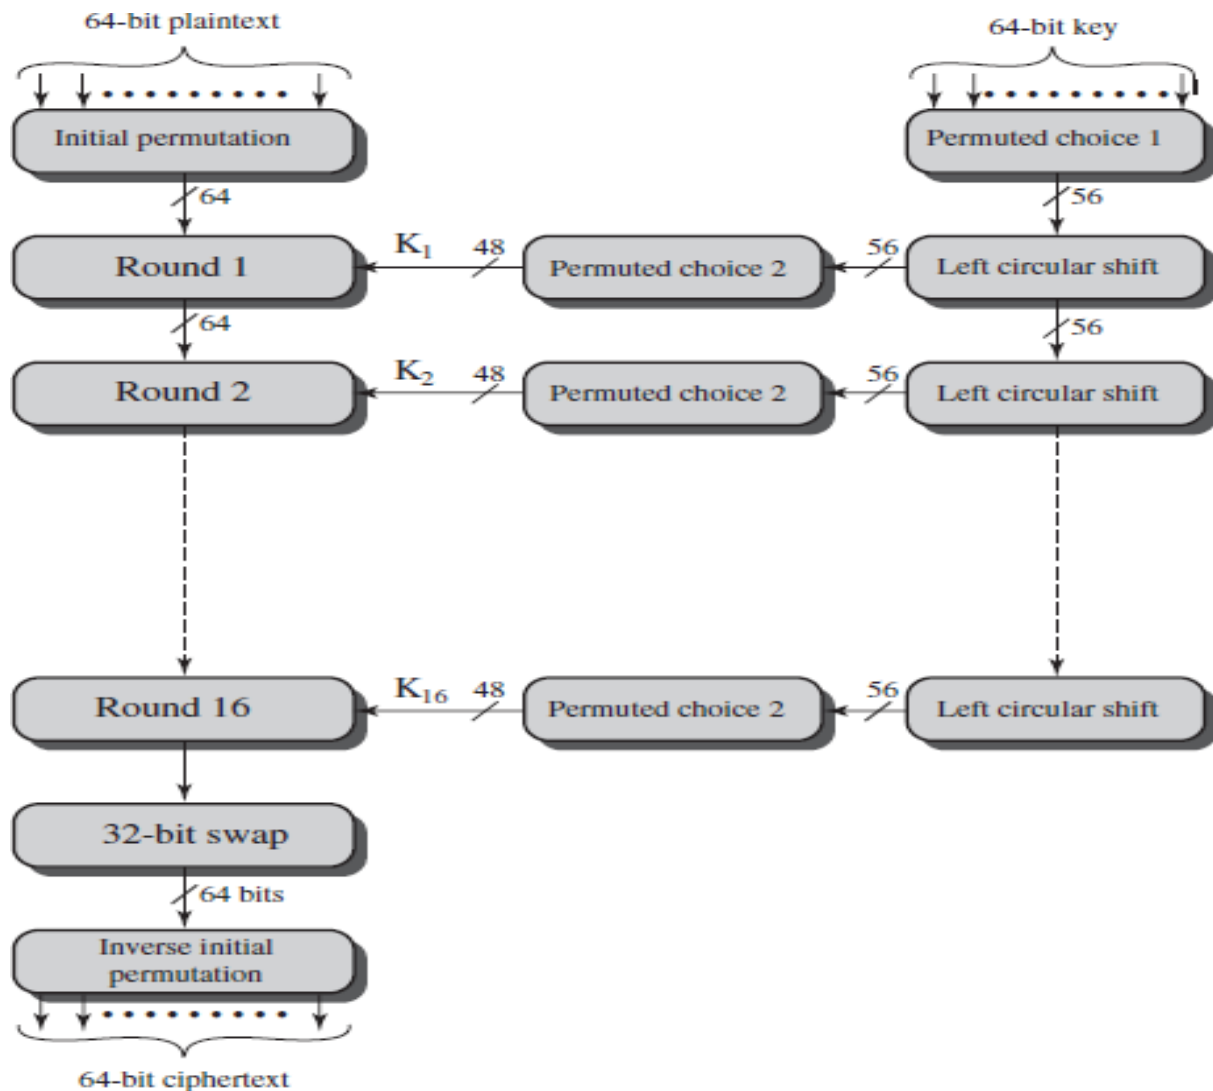 64-bit plaintext
64-bit key
Initial permutation
Permuted choice 1
64
56
Round 1
K1
48
Permuted choice 2
56
Left circular shift
64
56
Round 2
K2
48
Permuted choice 2
56
Left circular shift
Round 16
K16
48
Permuted choice 2
56
Left circular shift
32-bit swap
64 bits
Inverse initial
permutation
64-bit ciphertext